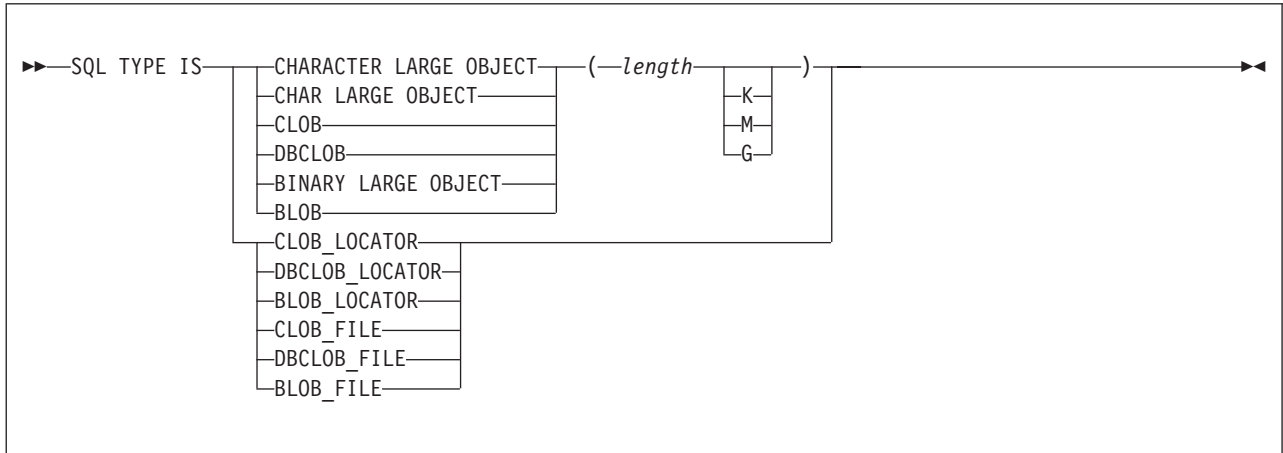 SQL TYPE IS CHARACTER LARGE OBJECT ( length )
CHAR LARGE OBJECT K
CLOB M
DBCLOB G
BINARY LARGE OBJECT
BLOB
CLOB_LOCATOR
DBCLOB_LOCATOR
BLOB_LOCATOR
CLOB_FILE
DBCLOB_FILE
BLOB_FILE